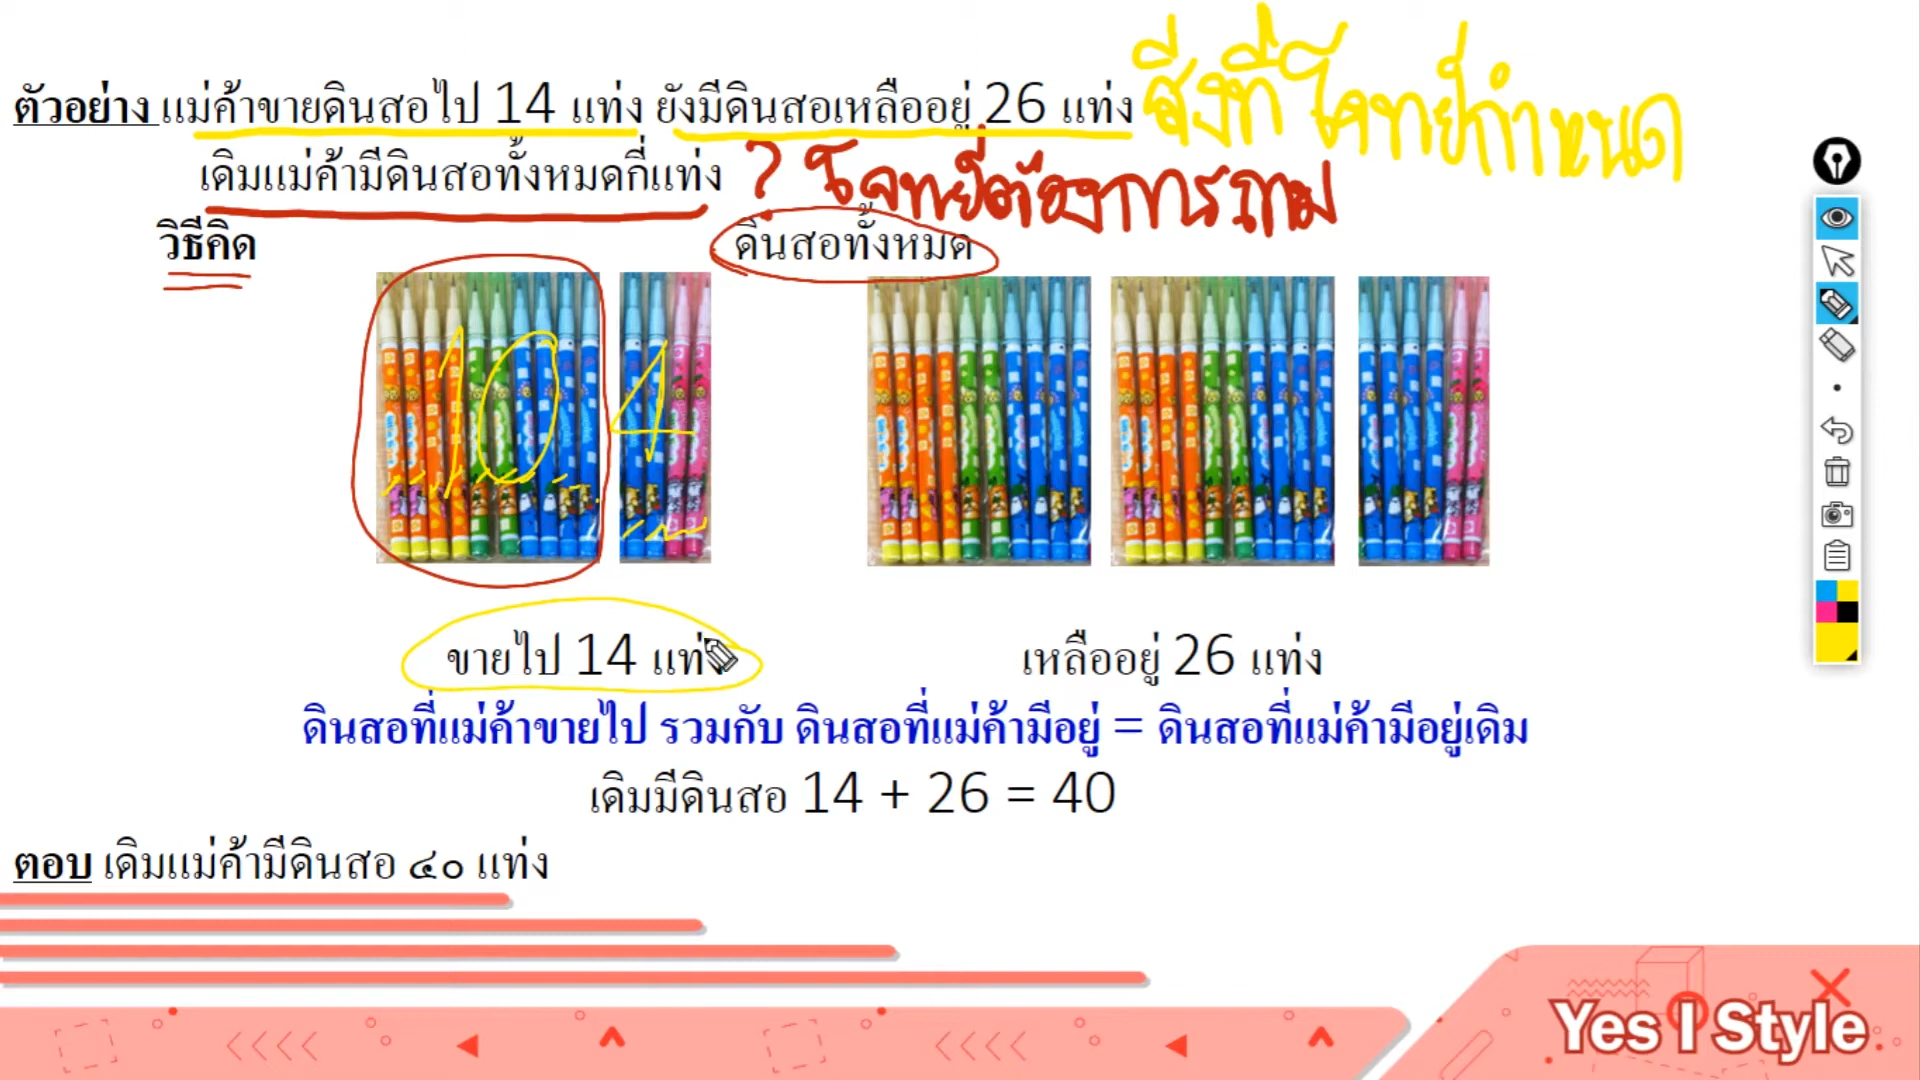 ตัวอย่าง แม่ค้าขายดินสอไป 14 แท่ง ยังมีดินสอเหลืออยู่ 26 แท่ง สิ่งที่โจทย์กำหนด
เดิมแม่ค้ามีดินสอทั้งหมดกี่แท่ง ? โจทย์ต้องการถาม
วิธีคิด ดินสอทั้งหมด
10 4
ขายไป 14 แท่ง เหลืออยู่ 26 แท่ง
ดินสอที่แม่ค้าขายไป รวมกับ ดินสอที่แม่ค้ามีอยู่ = ดินสอที่แม่ค้ามีอยู่เดิม
เดิมมีดินสอ 14 + 26 = 40
ตอบ เดิมแม่ค้ามีดินสอ ๔๐ แท่ง
Yes I Style